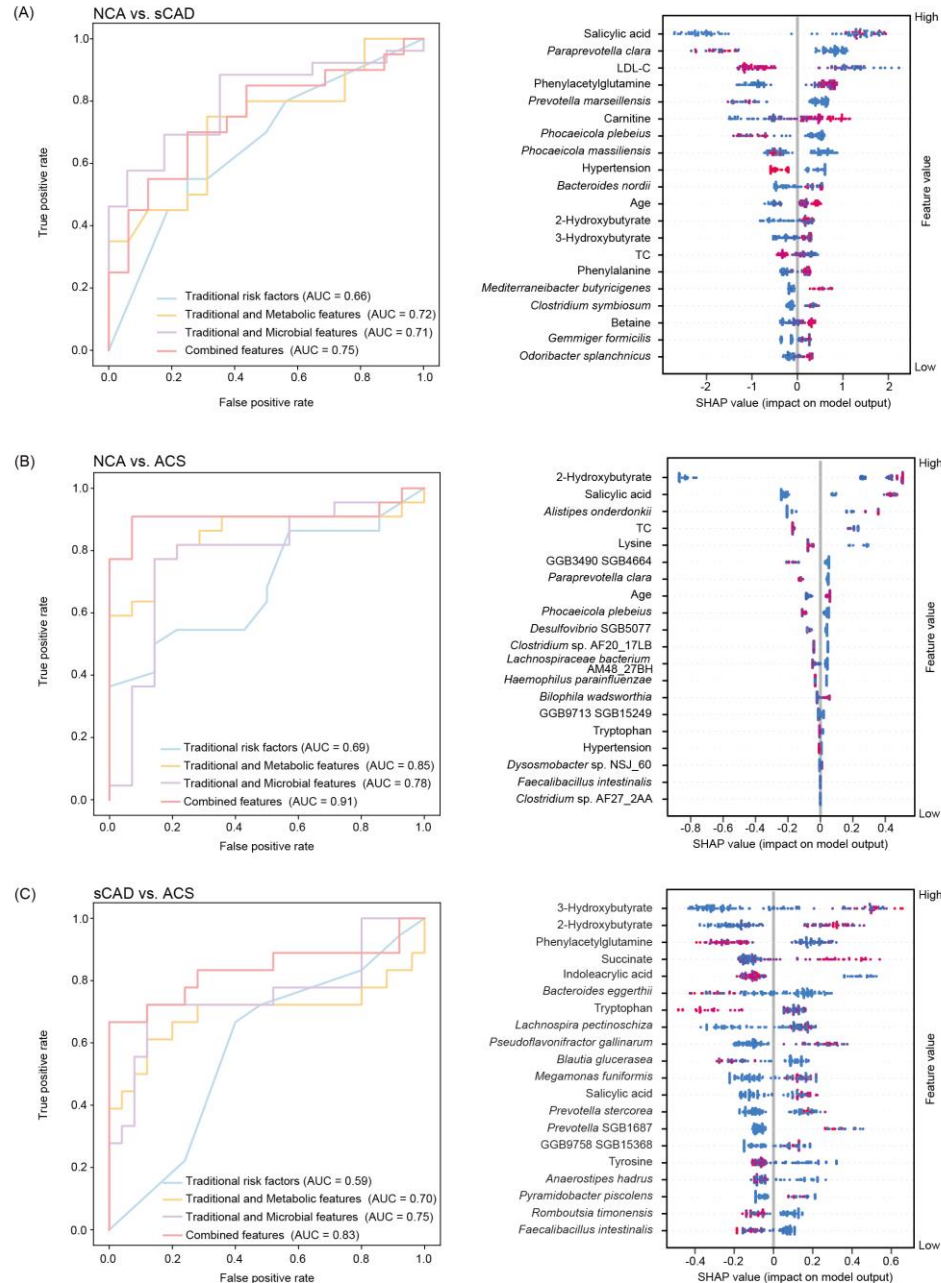 (A)
NCA vs. sCAD
True positive rate
1.0
0.8
0.6
0.4
0.2
0.0
Traditional risk factors (AUC = 0.66)
Traditional and Metabolic features (AUC = 0.72)
Traditional and Microbial features (AUC = 0.71)
Combined features (AUC = 0.75)
0.0 0.2 0.4 0.6 0.8 1.0
False positive rate
High
Salicylic acid
Paraprevotella clara
LDL-C
Phenylacetylglutamine
Prevotella marseillensis
Carnitine
Phocaeicola plebeius
Phocaeicola massiliensis
Hypertension
Bacteroides nordii
Age
2-Hydroxybutyrate
3-Hydroxybutyrate
TC
Phenylalanine
Mediterraneibacter butyricigenes
Clostridium symbiosum
Betaine
Gemmiger formicilis
Odoribacter splanchnicus
Feature value
Low
-2 -1 0 1 2
SHAP value (impact on model output)
(B)
NCA vs. ACS
True positive rate
1.0
0.8
0.6
0.4
0.2
0.0
Traditional risk factors (AUC = 0.69)
Traditional and Metabolic features (AUC = 0.85)
Traditional and Microbial features (AUC = 0.78)
Combined features (AUC = 0.91)
0.0 0.2 0.4 0.6 0.8 1.0
False positive rate
High
2-Hydroxybutyrate
Salicylic acid
Alistipes onderdonkii
TC
Lysine
GGB3490 SGB4664
Paraprevotella clara
Age
Phocaeicola plebeius
Desulfovibrio SGB5077
Clostridium sp. AF20_17LB
Lachnospiraceae bacterium
AM48_27BH
Haemophilus parainfluenzae
Bilophila wadsworthia
GGB9713 SGB15249
Tryptophan
Hypertension
Dysosmobacter sp. NSJ_60
Faecalibacillus intestinalis
Clostridium sp. AF27_2AA
Feature value
Low
-0.8 -0.6 -0.4 -0.2 0 0.2 0.4
SHAP value (impact on model output)
(C)
sCAD vs. ACS
True positive rate
1.0
0.8
0.6
0.4
0.2
0.0
Traditional risk factors (AUC = 0.59)
Traditional and Metabolic features (AUC = 0.70)
Traditional and Microbial features (AUC = 0.75)
Combined features (AUC = 0.83)
0.0 0.2 0.4 0.6 0.8 1.0
False positive rate
High
3-Hydroxybutyrate
2-Hydroxybutyrate
Phenylacetylglutamine
Succinate
Indoleacrylic acid
Bacteroides eggerthii
Tryptophan
Lachnospira pectinoschiza
Pseudoflavonifractor gallinarum
Blautia glucerasea
Megamonas funiformis
Salicylic acid
Prevotella stercorea
Prevotella SGB1687
GGB9758 SGB15368
Tyrosine
Anaerostipes hadrus
Pyramidobacter piscolens
Romboutsia timonensis
Faecalibacillus intestinalis
Feature value
Low
-0.4 -0.2 0 0.2 0.4 0.6
SHAP value (impact on model output)